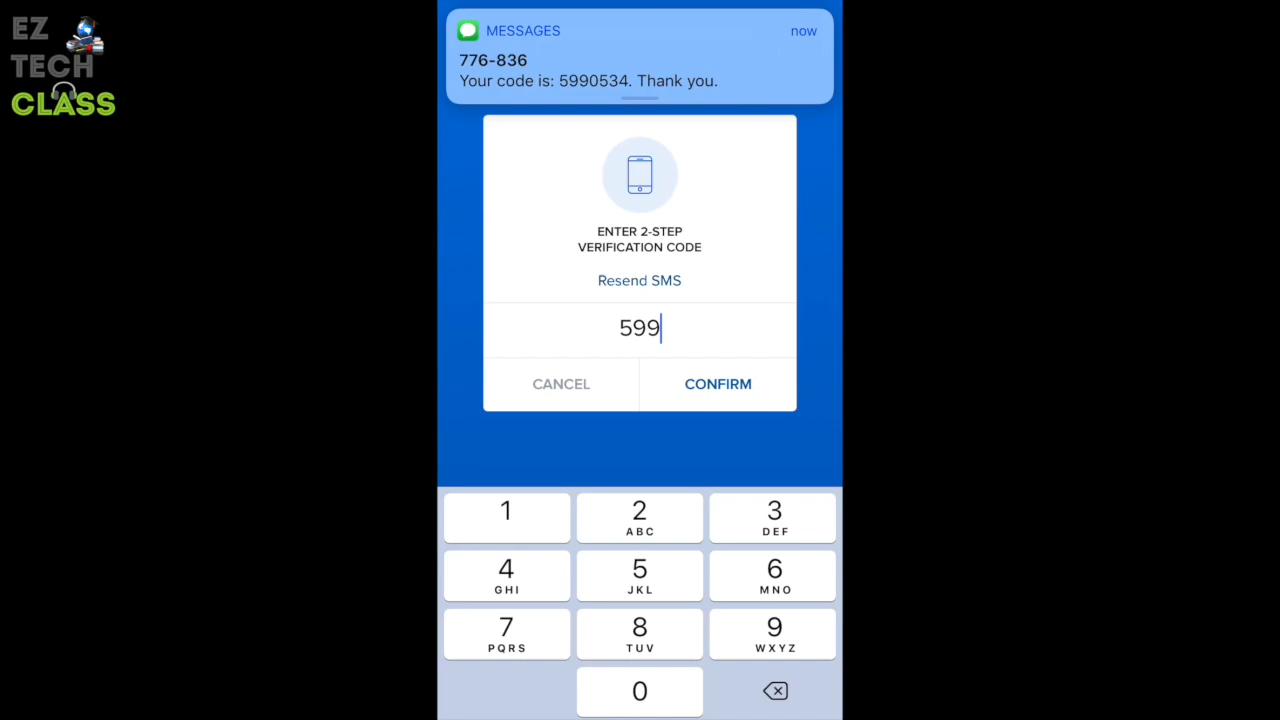 EZ
TECH
CLASS
MESSAGES now
776-836
Your code is: 5990534. Thank you.
ENTER 2-STEP
VERIFICATION CODE
Resend SMS
599
CANCEL CONFIRM
1 2 3
ABC DEF
4 5 6
GHI JKL MNO
7 8 9
PQRS TUV WXYZ
0